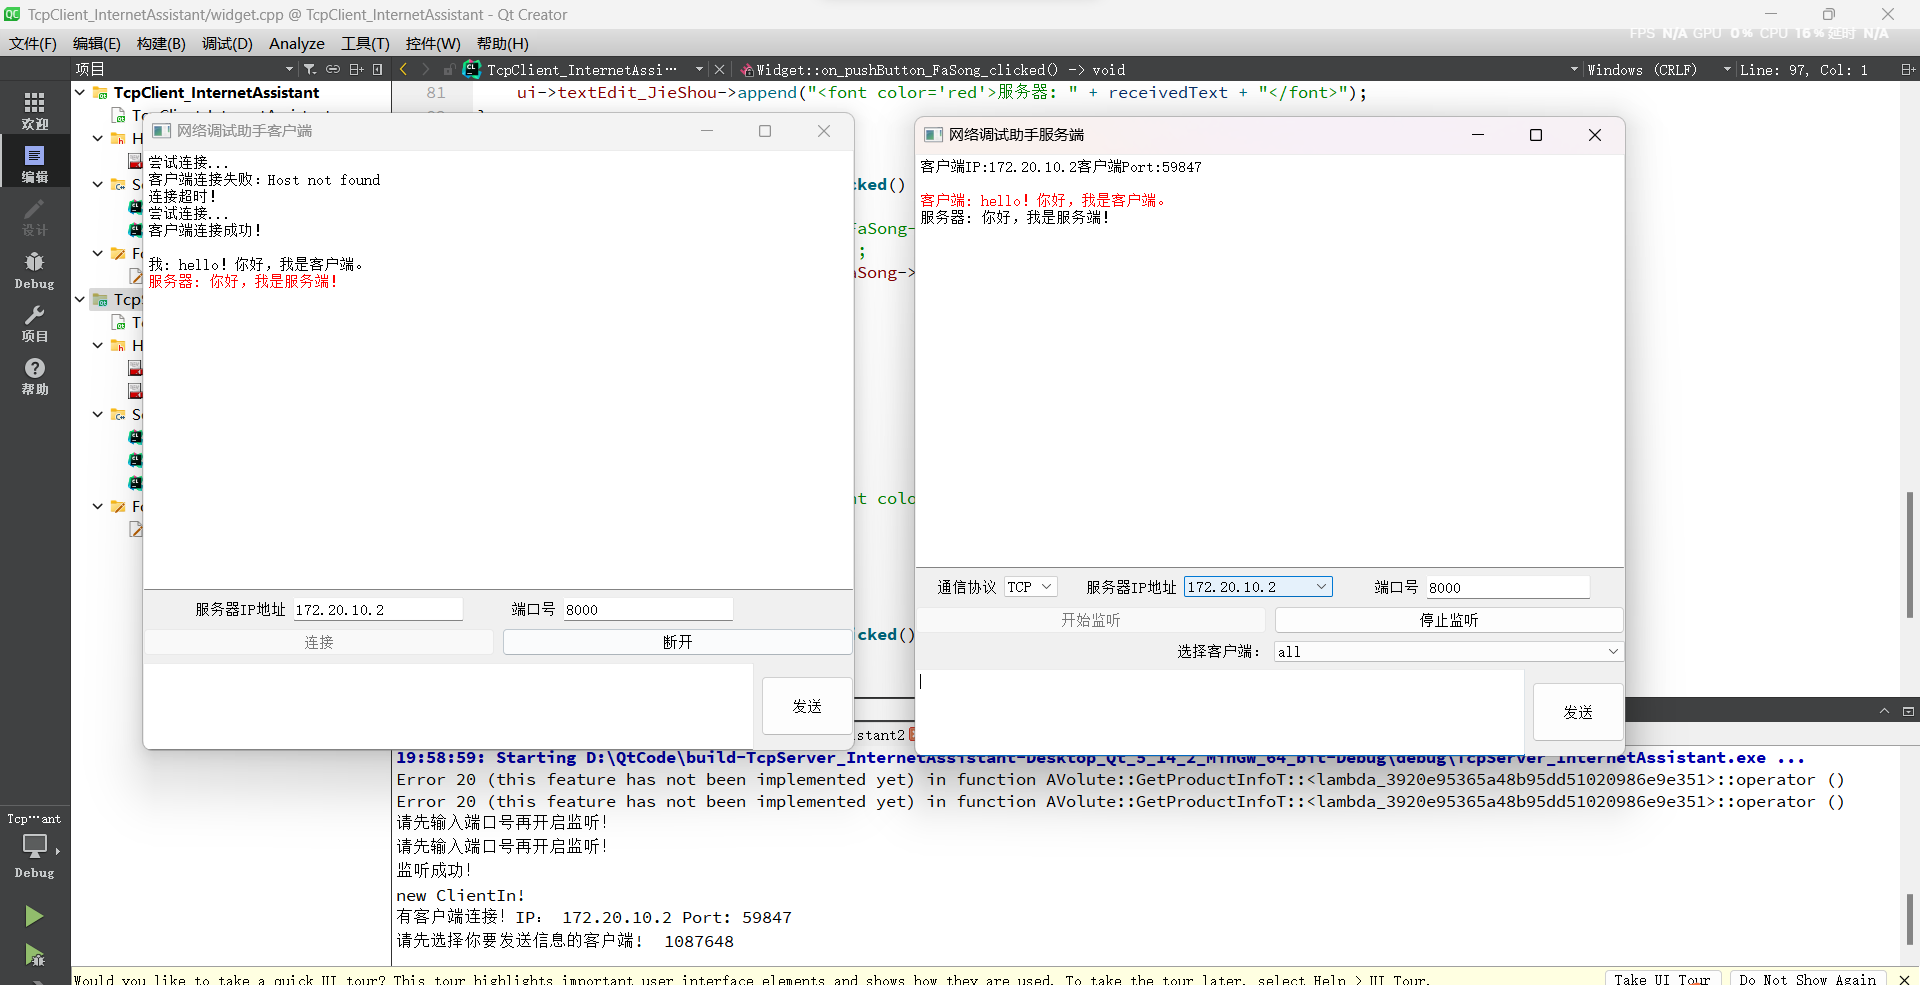 TcpClient_InternetAssistant/widget.cpp @ TcpClient_InternetAssistant - Qt Creator
文件(F) 编辑(E) 构建(B) 调试(D) Analyze 工具(T) 控件(W) 帮助(H)
FPS N/A GPU 0% CPU 16% 延时 N/A
项目
TcpClient_InternetAssi… Widget::on_pushButton_FaSong_clicked() -> void
Windows (CRLF) Line: 97, Col: 1
欢迎
编辑
设计
Debug
项目
帮助
Tcp…ant
Debug
TcpClient_InternetAssistant
81 ui->textEdit_JieShou->append("<font color='red'>服务器: " + receivedText + "</font>");
cked()
aSong-
;
aSong->
nt colo
cked()
网络调试助手客户端
尝试连接...
客户端连接失败：Host not found
连接超时！
尝试连接...
客户端连接成功！
我: hello! 你好，我是客户端。
服务器: 你好，我是服务端！
服务器IP地址 172.20.10.2 端口号 8000
连接 断开
发送
网络调试助手服务端
客户端IP:172.20.10.2客户端Port:59847
客户端: hello! 你好，我是客户端。
服务器: 你好，我是服务端！
通信协议 TCP 服务器IP地址 172.20.10.2 端口号 8000
开始监听 停止监听
选择客户端： all
发送
stant2
19:58:59: Starting D:\QtCode\build-TcpServer_InternetAssistant-Desktop_Qt_5_14_2_MinGW_64_bit-Debug\debug\TcpServer_InternetAssistant.exe ...
Error 20 (this feature has not been implemented yet) in function AVolute::GetProductInfoT::<lambda_3920e95365a48b95dd51020986e9e351>::operator ()
Error 20 (this feature has not been implemented yet) in function AVolute::GetProductInfoT::<lambda_3920e95365a48b95dd51020986e9e351>::operator ()
请先输入端口号再开启监听！
请先输入端口号再开启监听！
监听成功！
new ClientIn!
有客户端连接！IP： 172.20.10.2 Port: 59847
请先选择你要发送信息的客户端！ 1087648
Would you like to take a quick UI tour? This tour highlights important user interface elements and shows how they are used. To take the tour later, select Help > UI Tour.
Take UI Tour Do Not Show Again